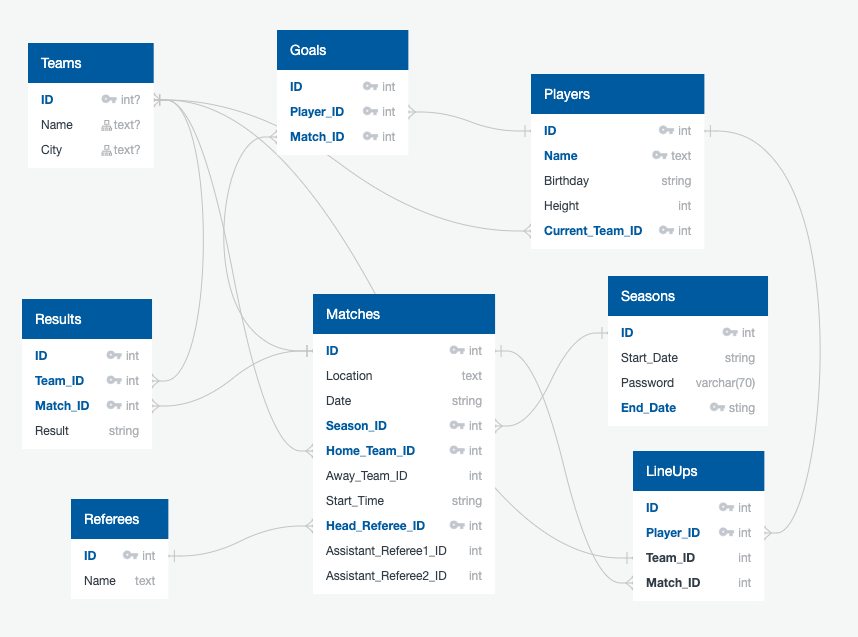 Teams
ID int?
Name text?
City text?
Goals
ID int
Player_ID int
Match_ID int
Players
ID int
Name text
Birthday string
Height int
Current_Team_ID int
Results
ID int
Team_ID int
Match_ID int
Result string
Matches
ID int
Location text
Date string
Season_ID int
Home_Team_ID int
Away_Team_ID int
Start_Time string
Head_Referee_ID int
Assistant_Referee1_ID int
Assistant_Referee2_ID int
Seasons
ID int
Start_Date string
Password varchar(70)
End_Date sting
Referees
ID int
Name text
LineUps
ID int
Player_ID int
Team_ID int
Match_ID int